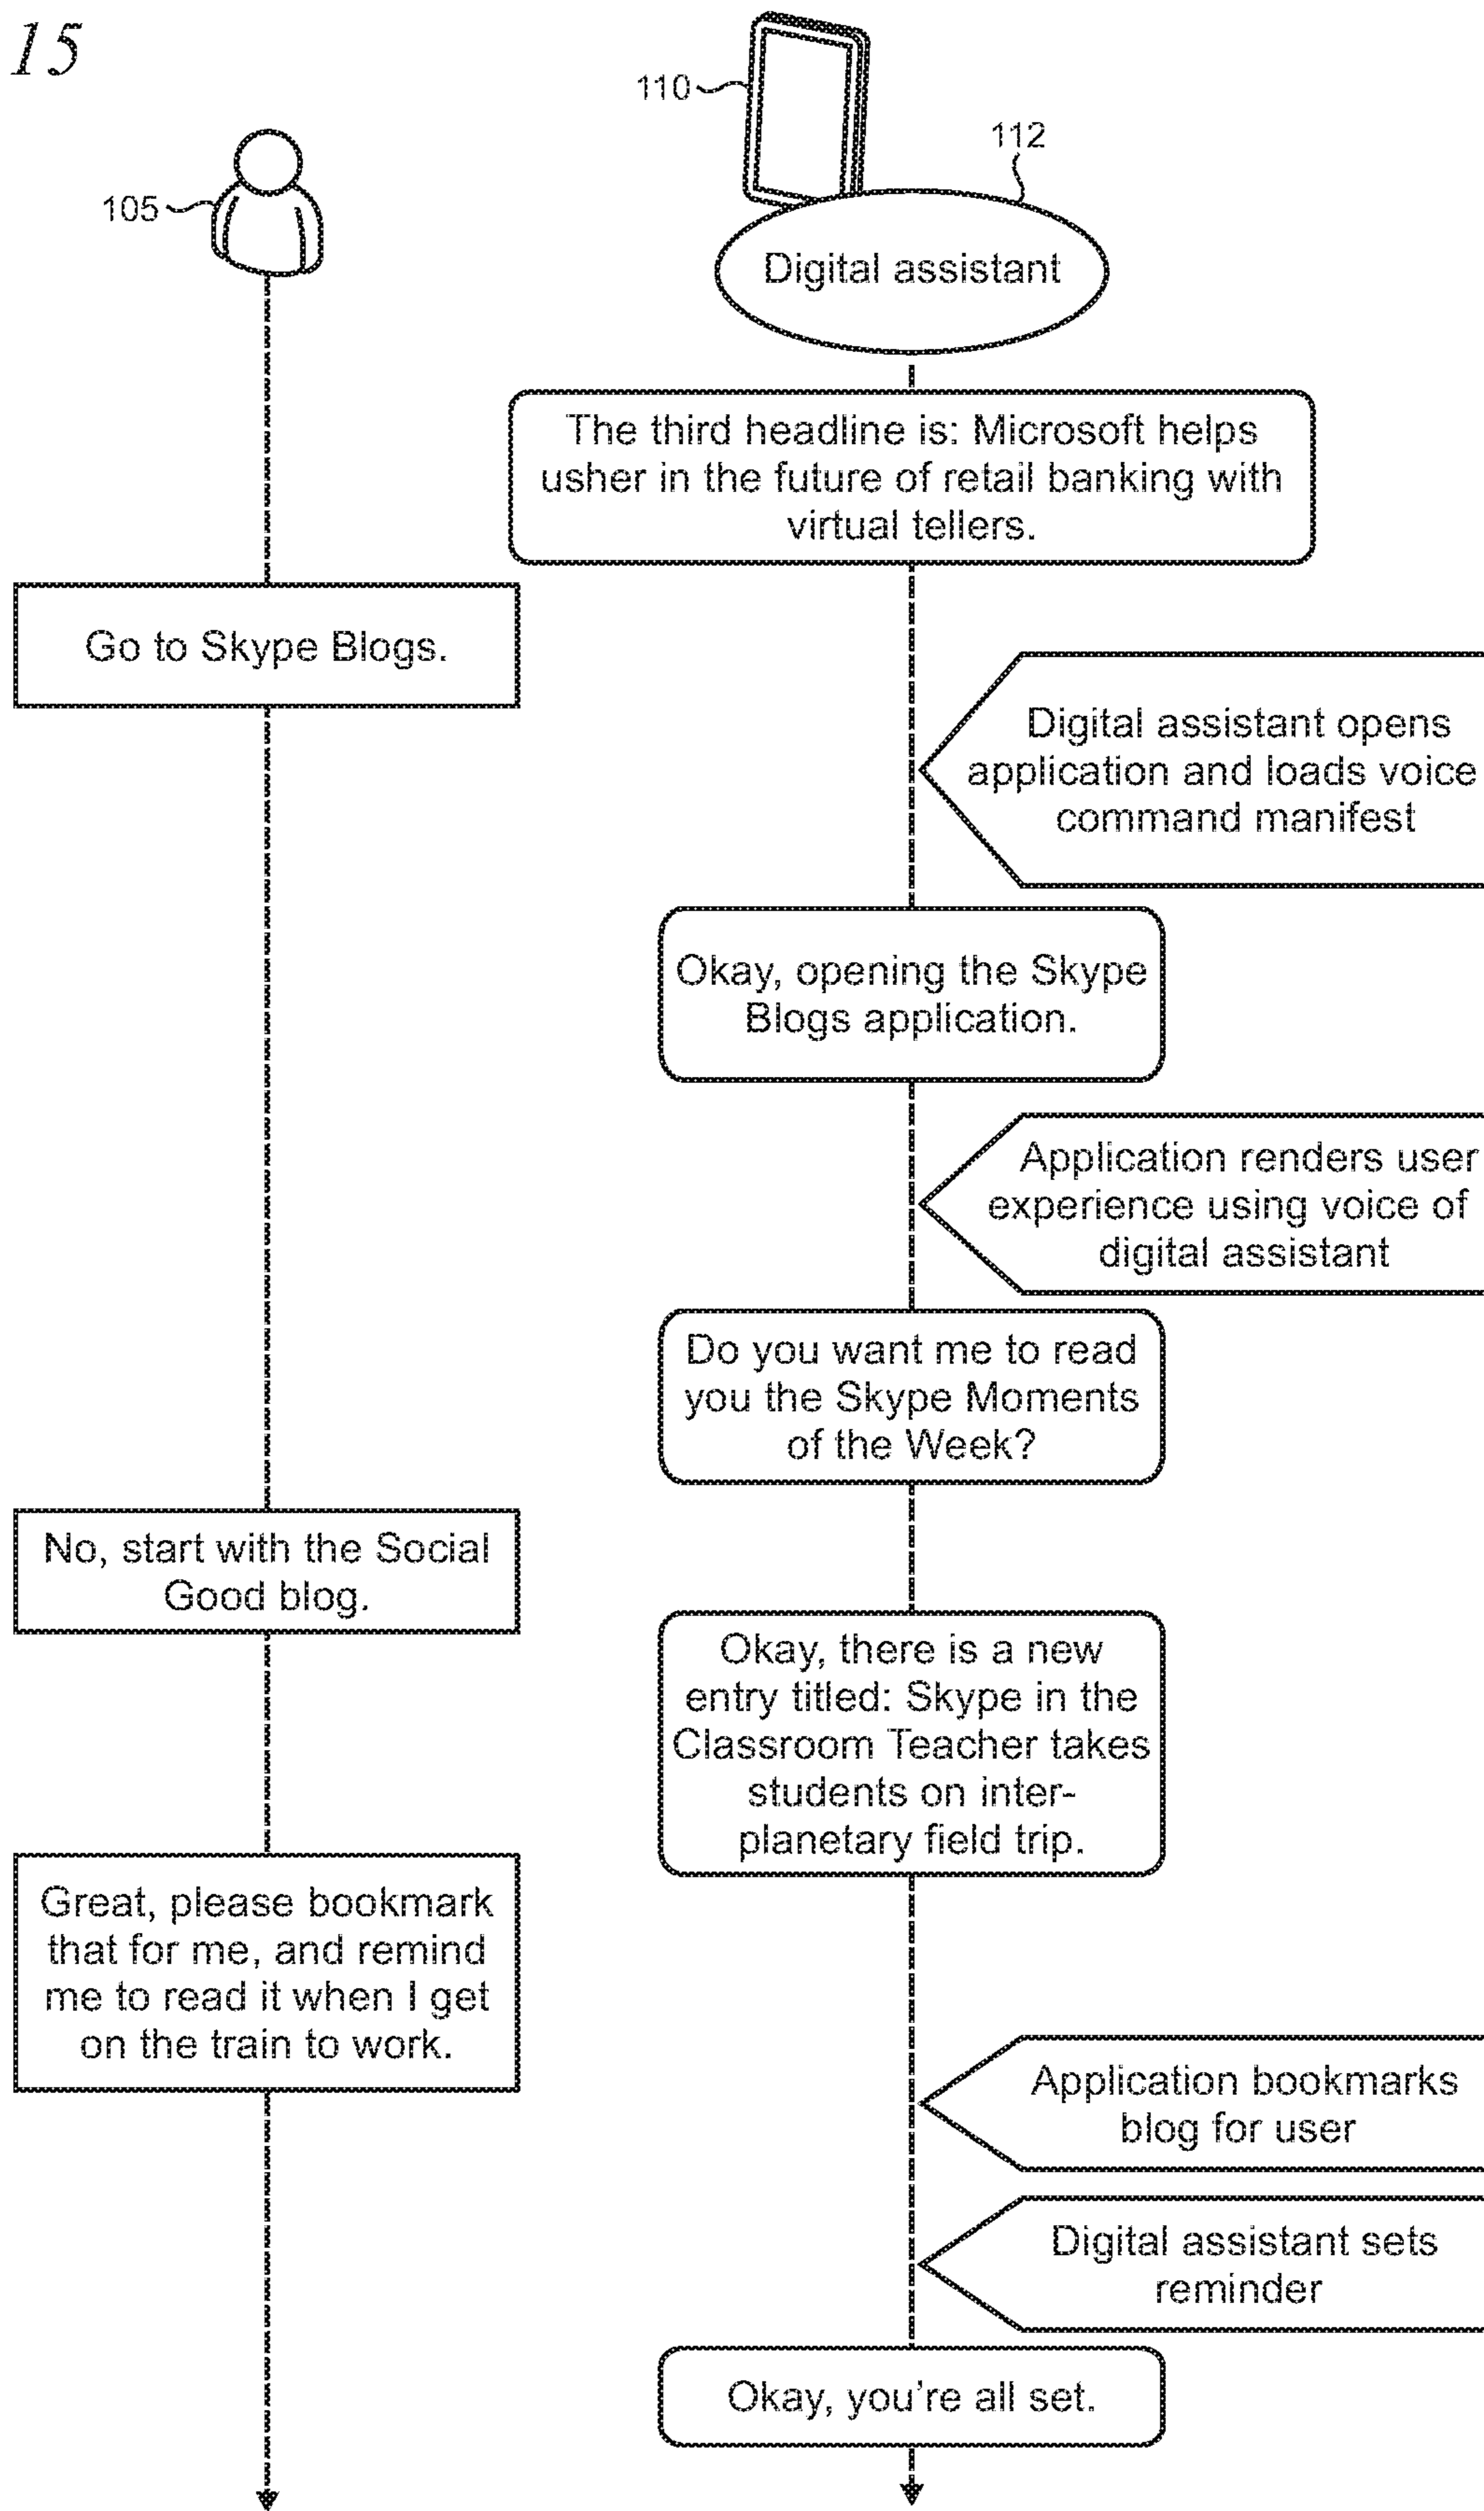 15
110
112
105
Digital assistant
The third headline is: Microsoft helps
usher in the future of retail banking with
virtual tellers.
Go to Skype Blogs.
Digital assistant opens
application and loads voice
command manifest
Okay, opening the Skype
Blogs application.
Application renders user
experience using voice of
digital assistant
Do you want me to read
you the Skype Moments
of the Week?
No, start with the Social
Good blog.
Okay, there is a new
entry titled: Skype in the
Classroom Teacher takes
students on inter-
planetary field trip.
Great, please bookmark
that for me, and remind
me to read it when I get
on the train to work.
Application bookmarks
blog for user
Digital assistant sets
reminder
Okay, you're all set.